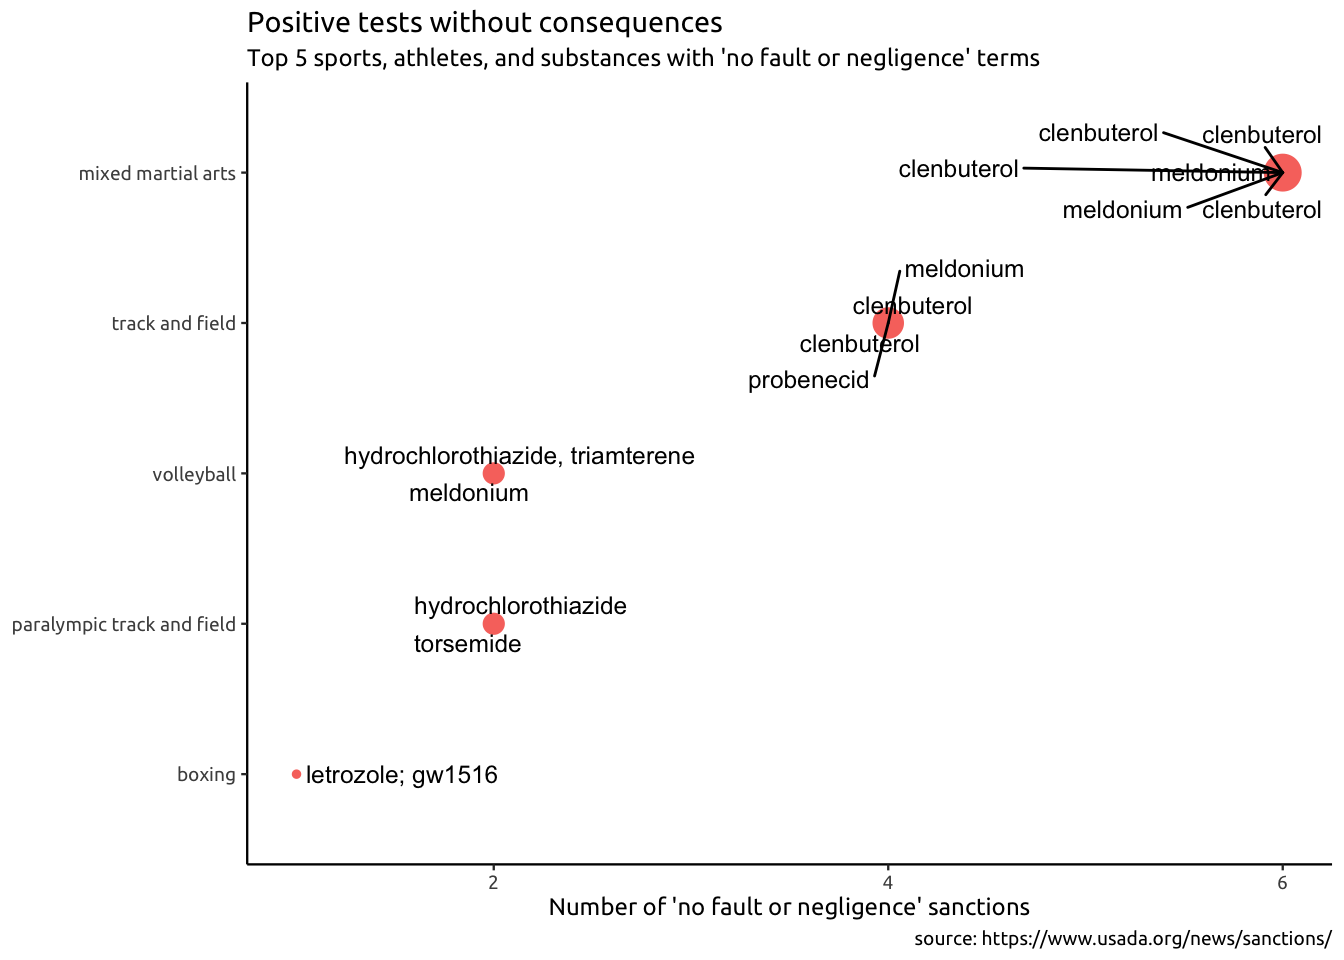 Positive tests without consequences
Top 5 sports, athletes, and substances with 'no fault or negligence' terms
clenbuterol
clenbuterol
mixed martial arts
clenbuterol
meldonium
meldonium
clenbuterol
meldonium
clenbuterol
track and field
clenbuterol
probenecid
hydrochlorothiazide, triamterene
volleyball
meldonium
hydrochlorothiazide
paralympic track and field
torsemide
boxing
letrozole; gw1516
2
4
6
Number of 'no fault or negligence' sanctions
source: https://www.usada.org/news/sanctions/